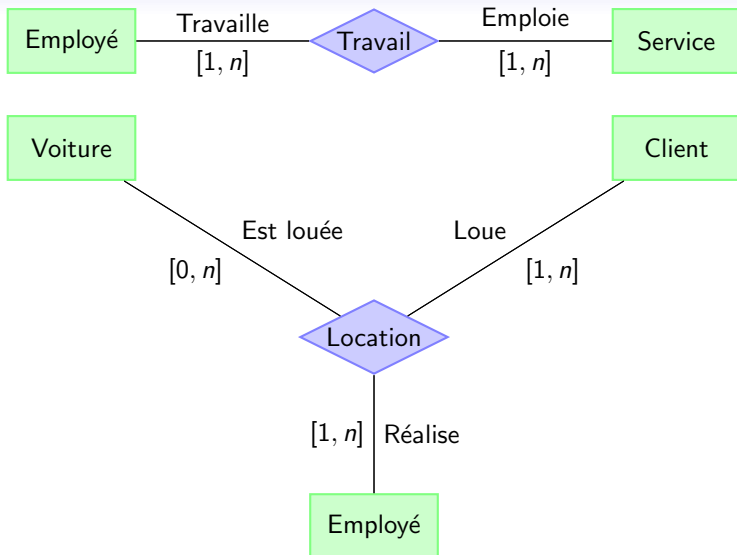 Travaille Emploie
Employé Travail Service
[1, n] [1, n]
Voiture Client
Est louée Loue
[0, n] [1, n]
Location
[1, n] Réalise
Employé